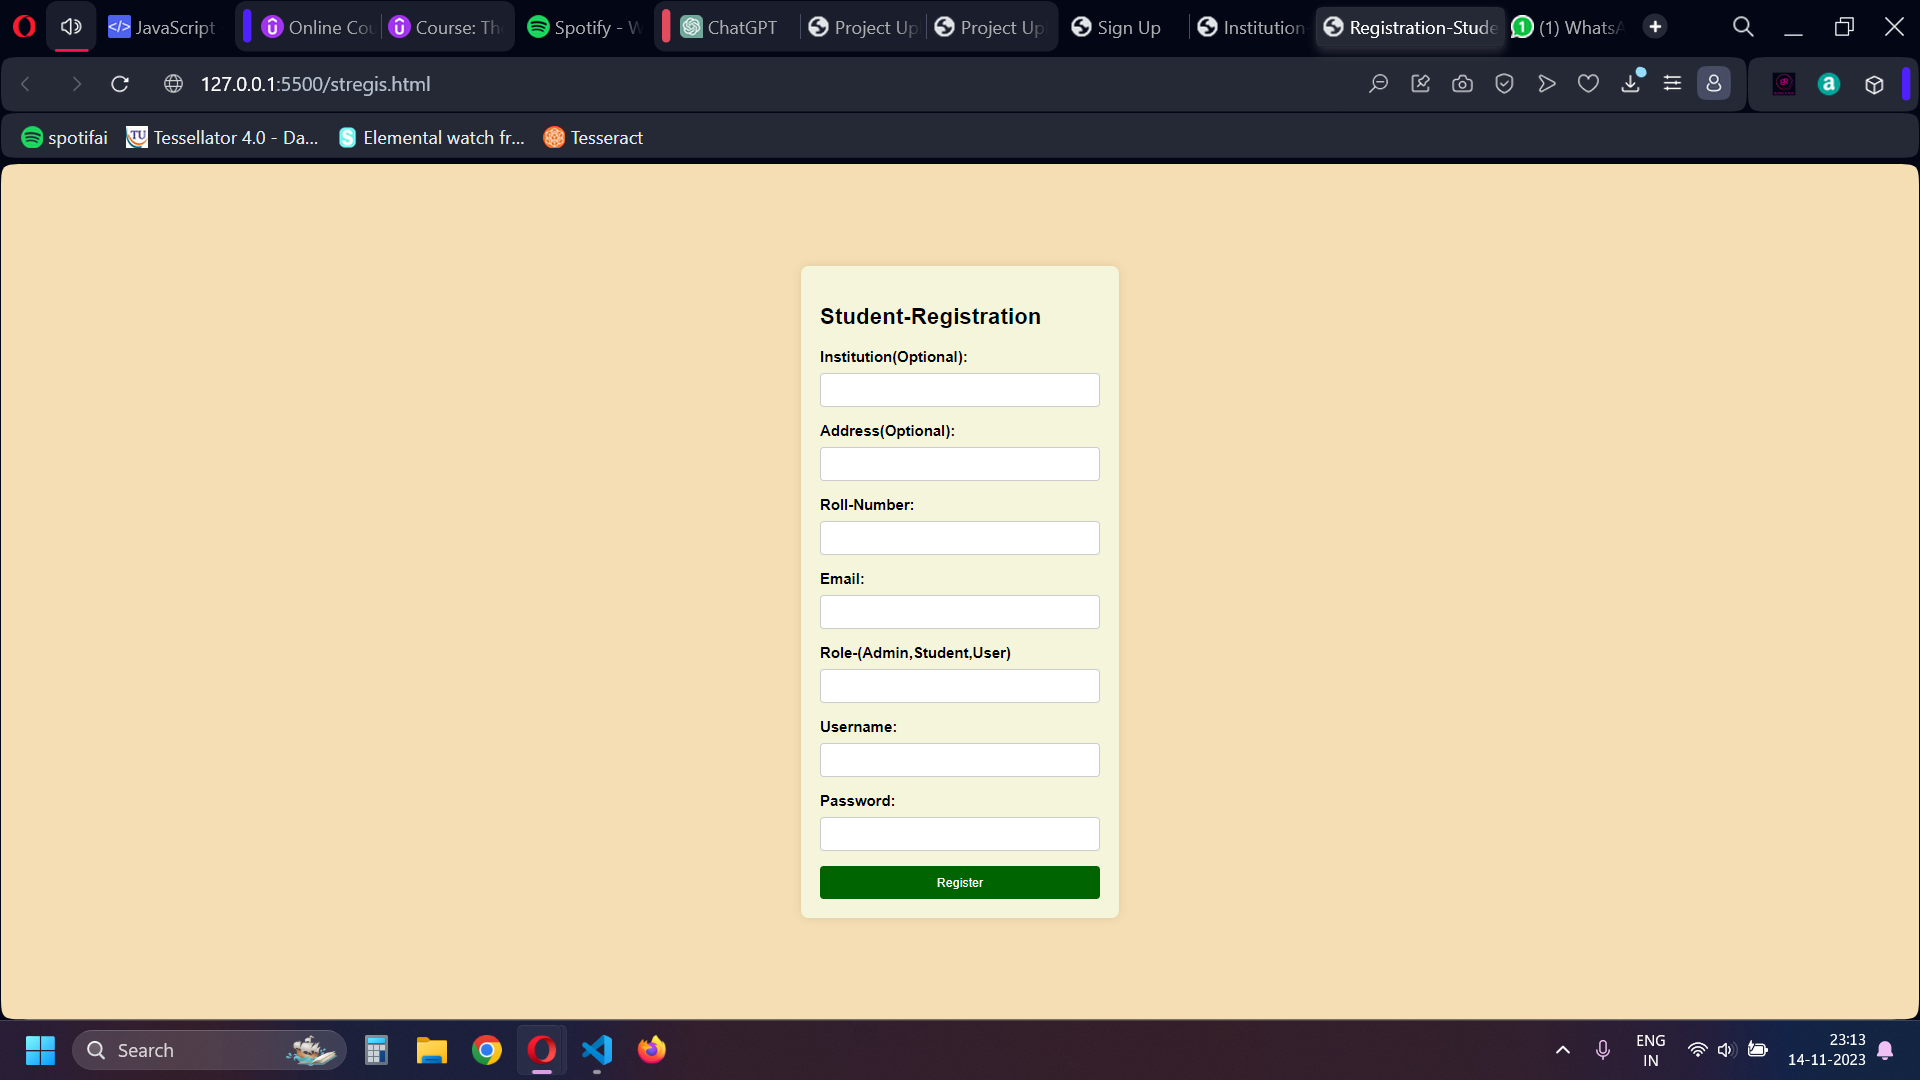 JavaScript
Online Cou
Course: Th
Spotify - W
ChatGPT
Project Up
Project Up
Sign Up
Institution-
Registration-Stude
(1) WhatsA
127.0.0.1:5500/stregis.html
spotifai
Tessellator 4.0 - Da...
Elemental watch fr...
Tesseract
Student-Registration
Institution(Optional):
Address(Optional):
Roll-Number:
Email:
Role-(Admin,Student,User)
Username:
Password:
Register
Search
ENG
IN
23:13
14-11-2023